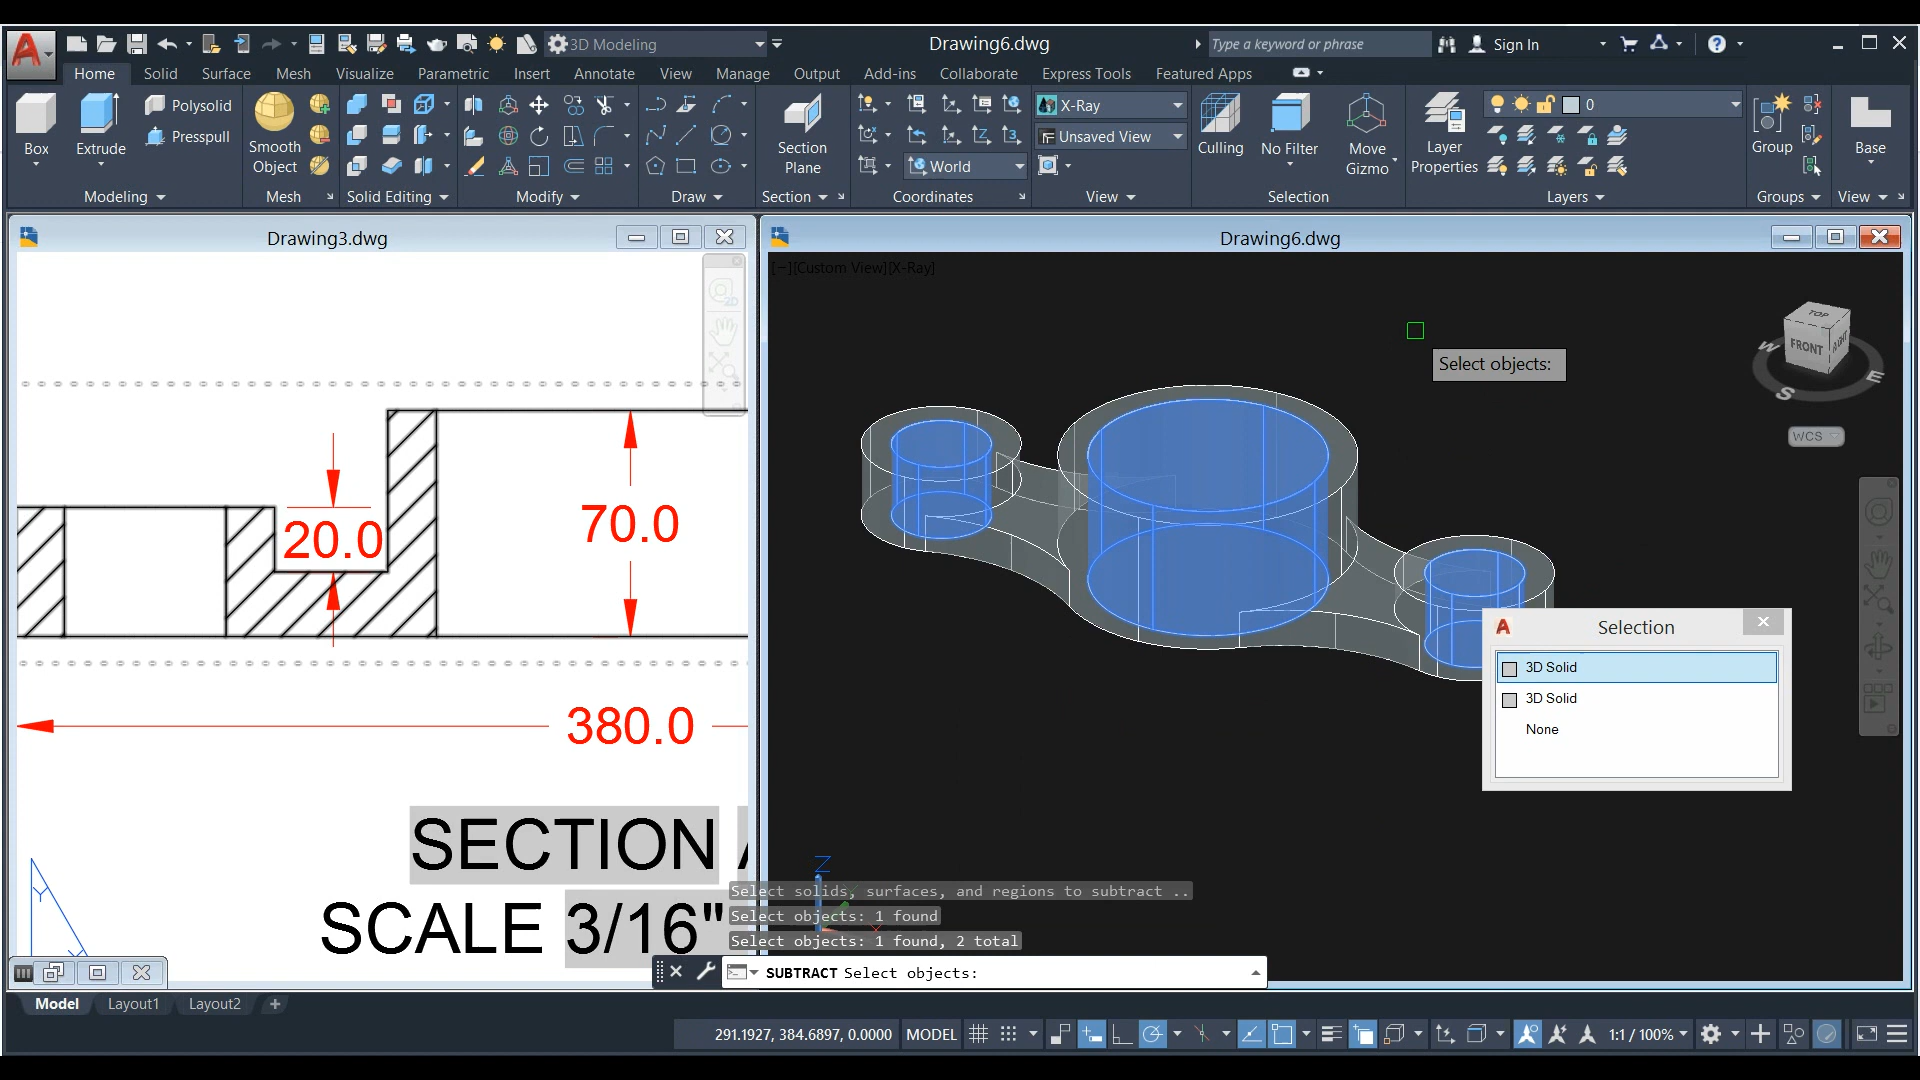 3D Modeling
Drawing6.dwg
Type a keyword or phrase
Sign In
Home Solid Surface Mesh Visualize Parametric Insert Annotate View Manage Output Add-ins Collaborate Express Tools Featured Apps
Box
Extrude
Polysolid
Presspull
Smooth
Object
Section
Plane
World
X-Ray
Unsaved View
Culling
No Filter
Move
Gizmo
Layer
Properties
0
Group
Base
Modeling
Mesh
Solid Editing
Modify
Draw
Section
Coordinates
View
Selection
Layers
Groups
View
Drawing3.dwg
Drawing6.dwg
[−][Custom View][X-Ray]
2D
20.0
70.0
380.0
SECTION
SCALE 3/16"
Y
Select objects:
TOP
FRONT
RIGHT
W
S
E
WCS
Selection
3D Solid
3D Solid
None
Z
Select solids, surfaces, and regions to subtract ..
Select objects: 1 found
Select objects: 1 found, 2 total
SUBTRACT Select objects:
Model Layout1 Layout2 +
291.1927, 384.6897, 0.0000 MODEL
1:1 / 100%